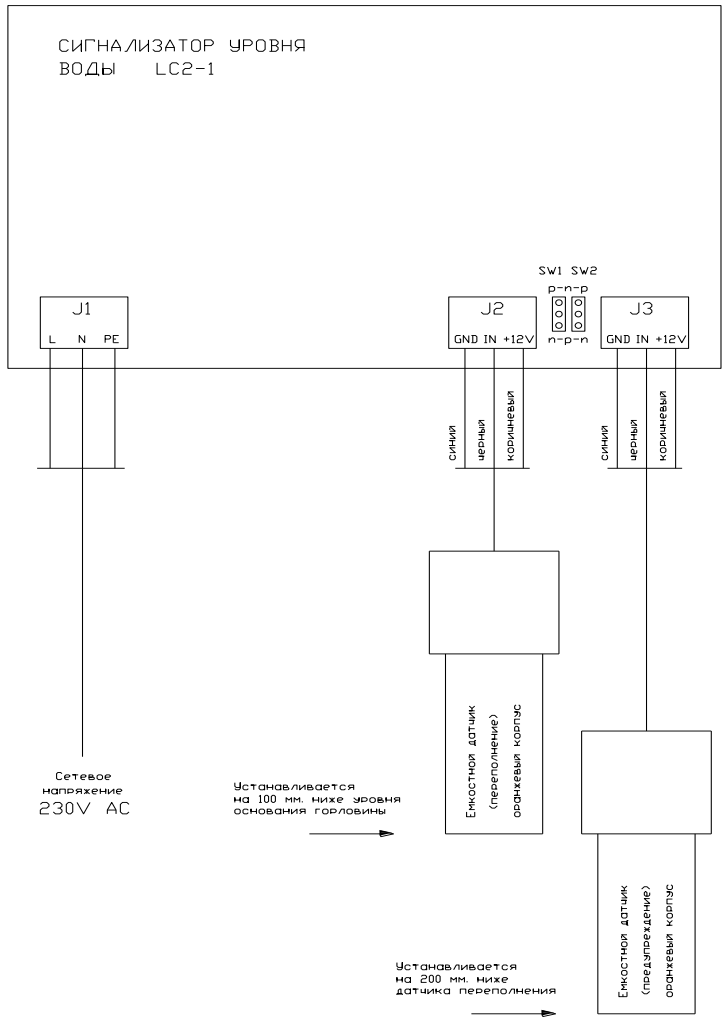 СИГНАЛИЗАТОР УРОВНЯ
ВОДЫ LC2-1
SW1 SW2
p-n-p
J1
J2
J3
L N PE
GND IN +12V
n-p-n
GND IN +12V
синий
черный
коричневый
синий
черный
коричневый
Емкостной датчик
(переполнение)
оранжевый корпус
Сетевое
напряжение
230V AC
Устанавливается
на 100 мм. ниже уровня
основания горловины
Емкостной датчик
(предупреждение)
оранжевый корпус
Устанавливается
на 200 мм. ниже
датчика переполнения